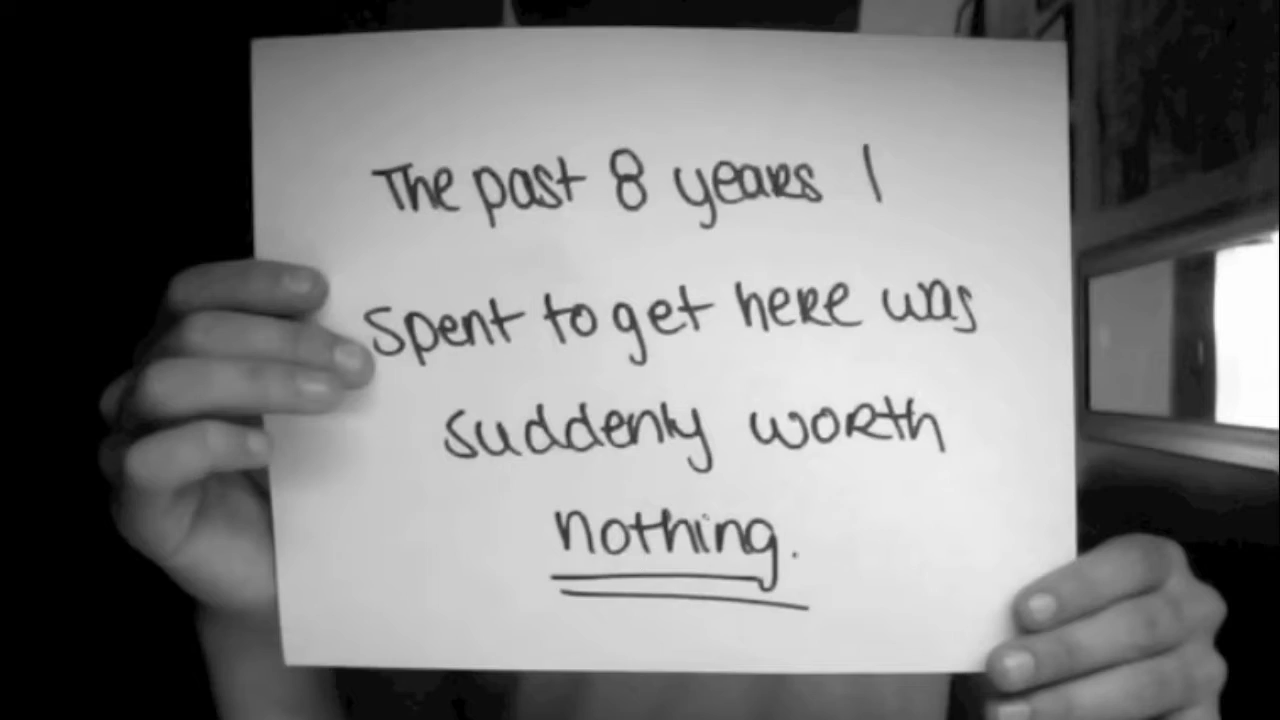 The past 8 years I
Spent to get here was
suddenly worth
nothing.